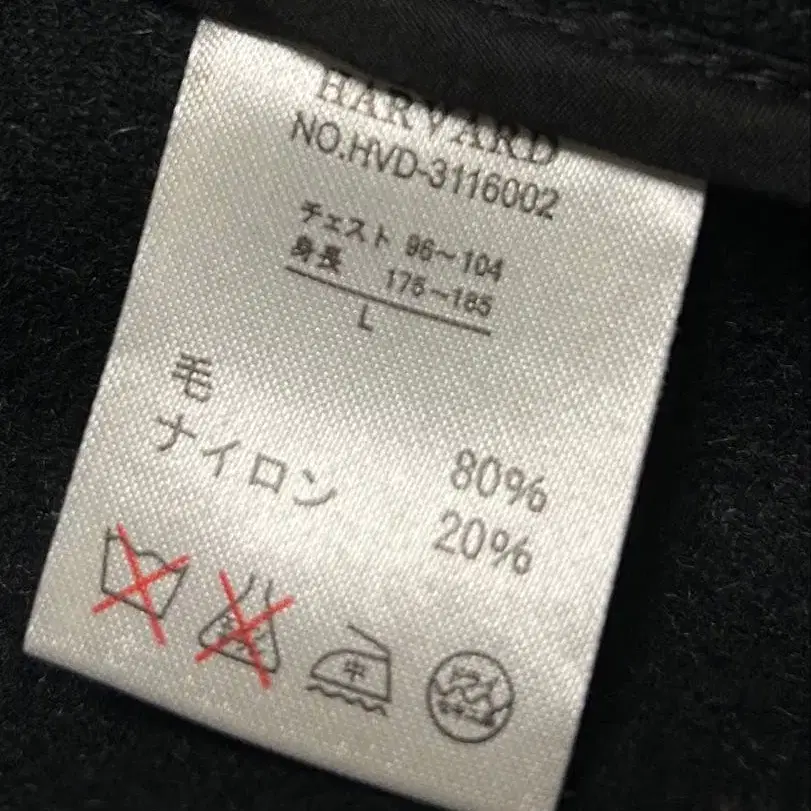 HARVARD
NO.HVD-3116002
チェスト 96～104
身長 175～185
L
毛 80%
ナイロン 20%
中